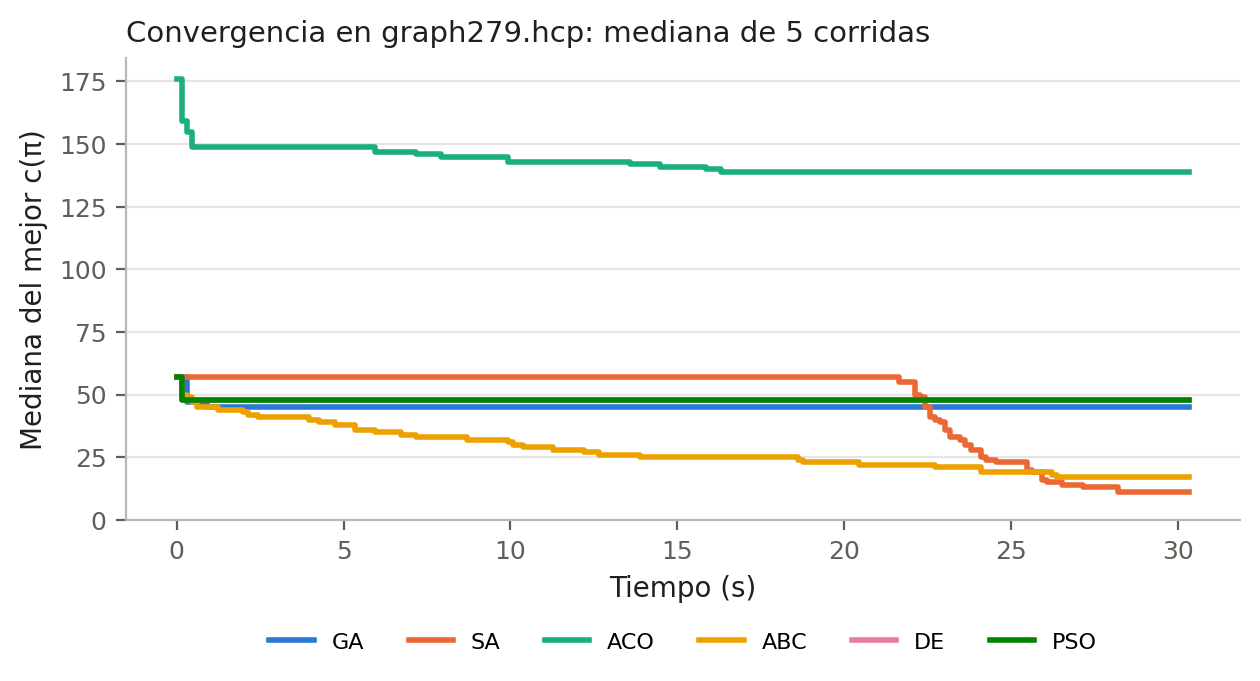 Convergencia en graph279.hcp: mediana de 5 corridas
Mediana del mejor c(π)
175
150
125
100
75
50
25
0
0 5 10 15 20 25 30
Tiempo (s)
GA SA ACO ABC DE PSO